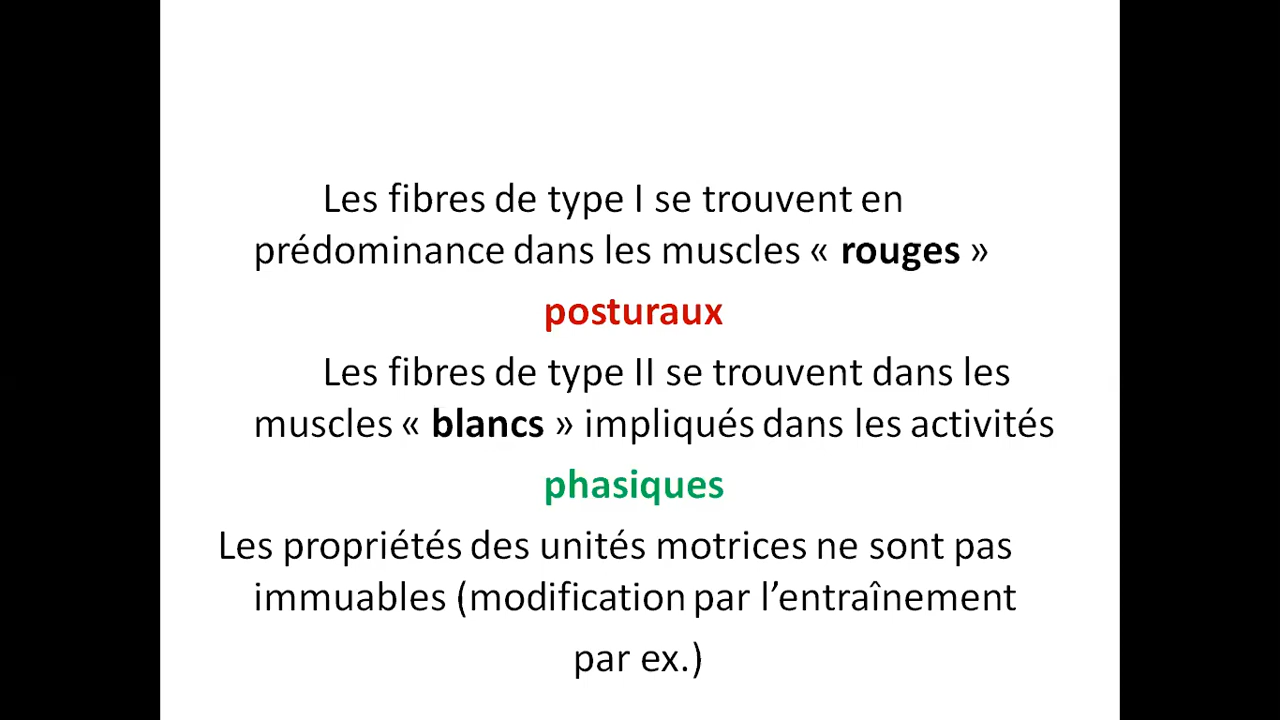 Les fibres de type I se trouvent en
prédominance dans les muscles « rouges »
posturaux
Les fibres de type II se trouvent dans les
muscles « blancs » impliqués dans les activités
phasiques
Les propriétés des unités motrices ne sont pas
immuables (modification par l’entraînement
par ex.)